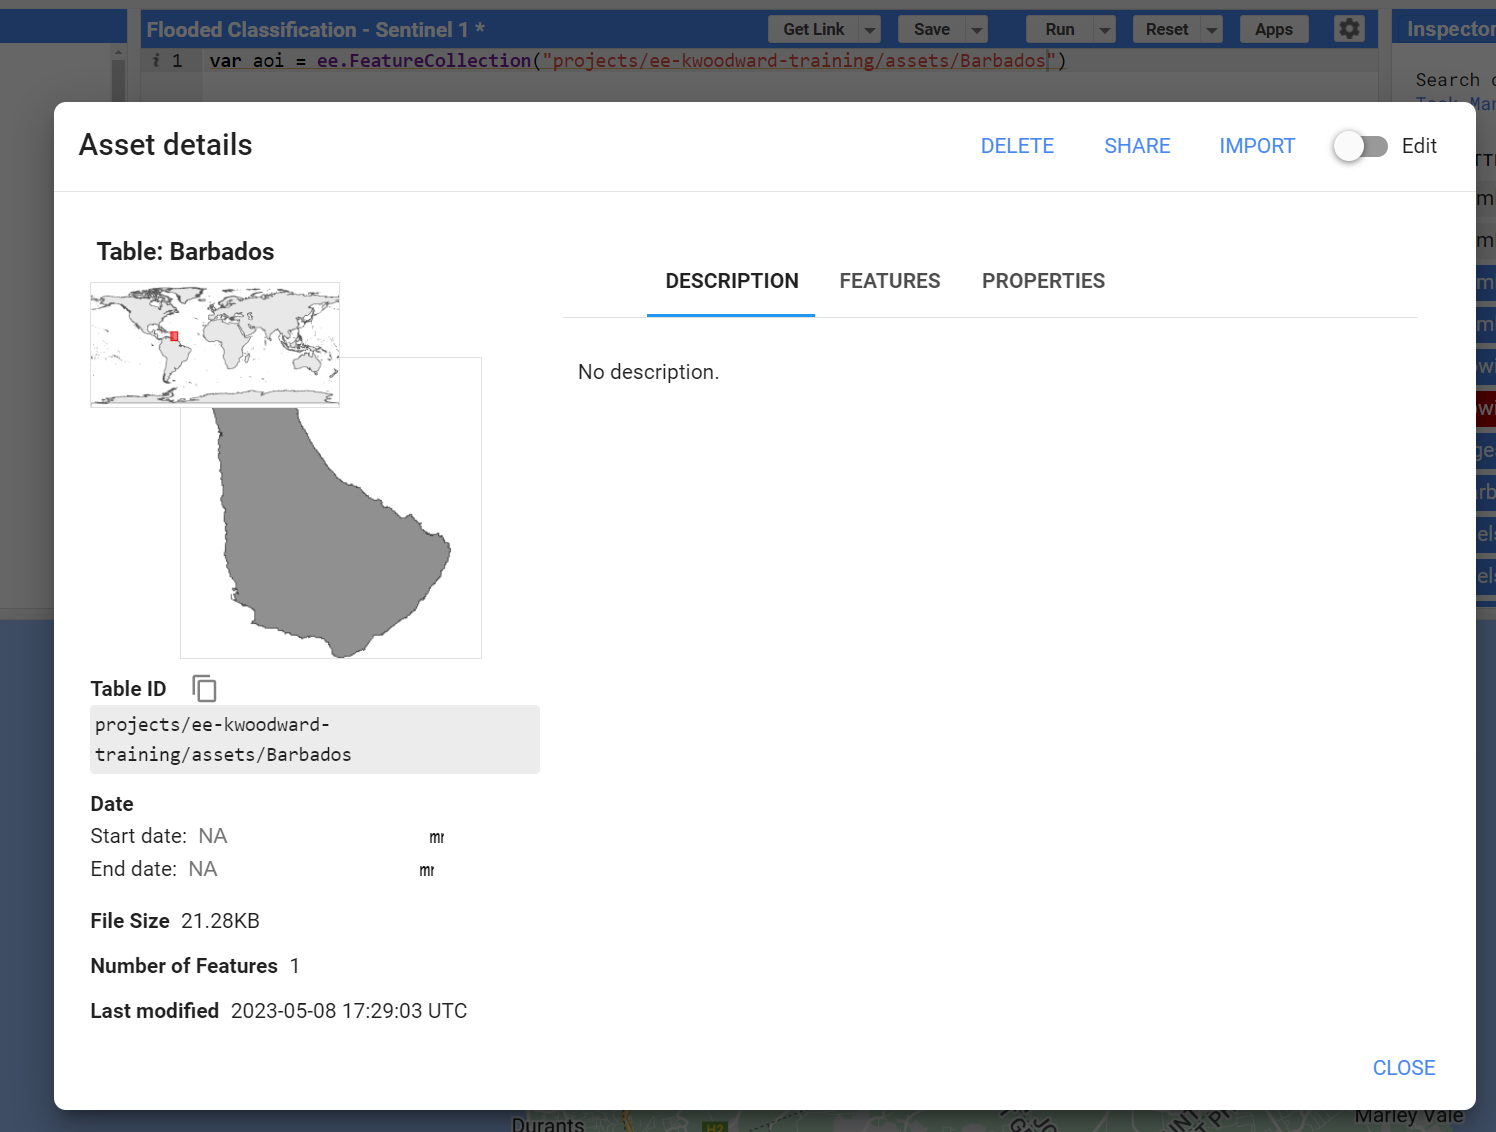 Flooded Classification - Sentinel 1 *
Get Link
Save
Run
Reset
Apps
Inspector
i 1 var aoi = ee.FeatureCollection("projects/ee-kwoodward-training/assets/Barbados")
Search
Asset details
DELETE
SHARE
IMPORT
Edit
Table: Barbados
DESCRIPTION
FEATURES
PROPERTIES
No description.
Table ID
projects/ee-kwoodward-
training/assets/Barbados
Date
Start date: NA
End date: NA
File Size 21.28KB
Number of Features 1
Last modified 2023-05-08 17:29:03 UTC
CLOSE
Durants
H2
Marley Vale